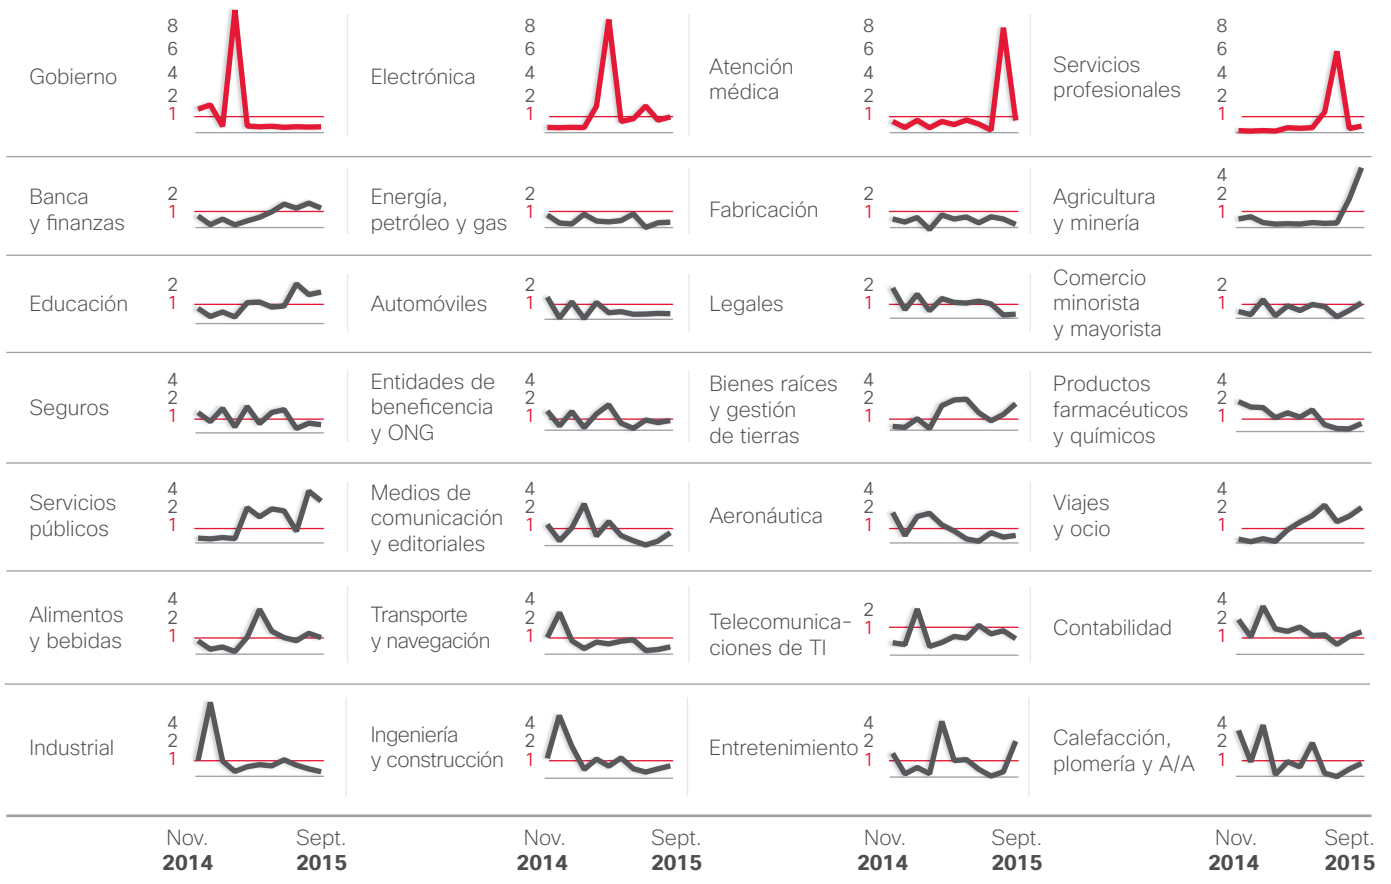 Gobierno
8
6
4
2
1
Electrónica
8
6
4
2
1
Atención
médica
8
6
4
2
1
Servicios
profesionales
8
6
4
2
1
Banca
y finanzas
2
1
Energía,
petróleo y gas
2
1
Fabricación
2
1
Agricultura
y minería
4
2
1
Educación
2
1
Automóviles
2
1
Legales
2
1
Comercio
minorista
y mayorista
2
1
Seguros
4
2
1
Entidades de
beneficencia
y ONG
4
2
1
Bienes raíces
y gestión
de tierras
4
2
1
Productos
farmacéuticos
y químicos
4
2
1
Servicios
públicos
4
2
1
Medios de
comunicación
y editoriales
4
2
1
Aeronáutica
4
2
1
Viajes
y ocio
4
2
1
Alimentos
y bebidas
4
2
1
Transporte
y navegación
4
2
1
Telecomunica-
ciones de TI
2
1
Contabilidad
4
2
1
Industrial
4
2
1
Ingeniería
y construcción
4
2
1
Entretenimiento
4
2
1
Calefacción,
plomería y A/A
4
2
1
Nov. Sept.
2014 2015
Nov. Sept.
2014 2015
Nov. Sept.
2014 2015
Nov. Sept.
2014 2015